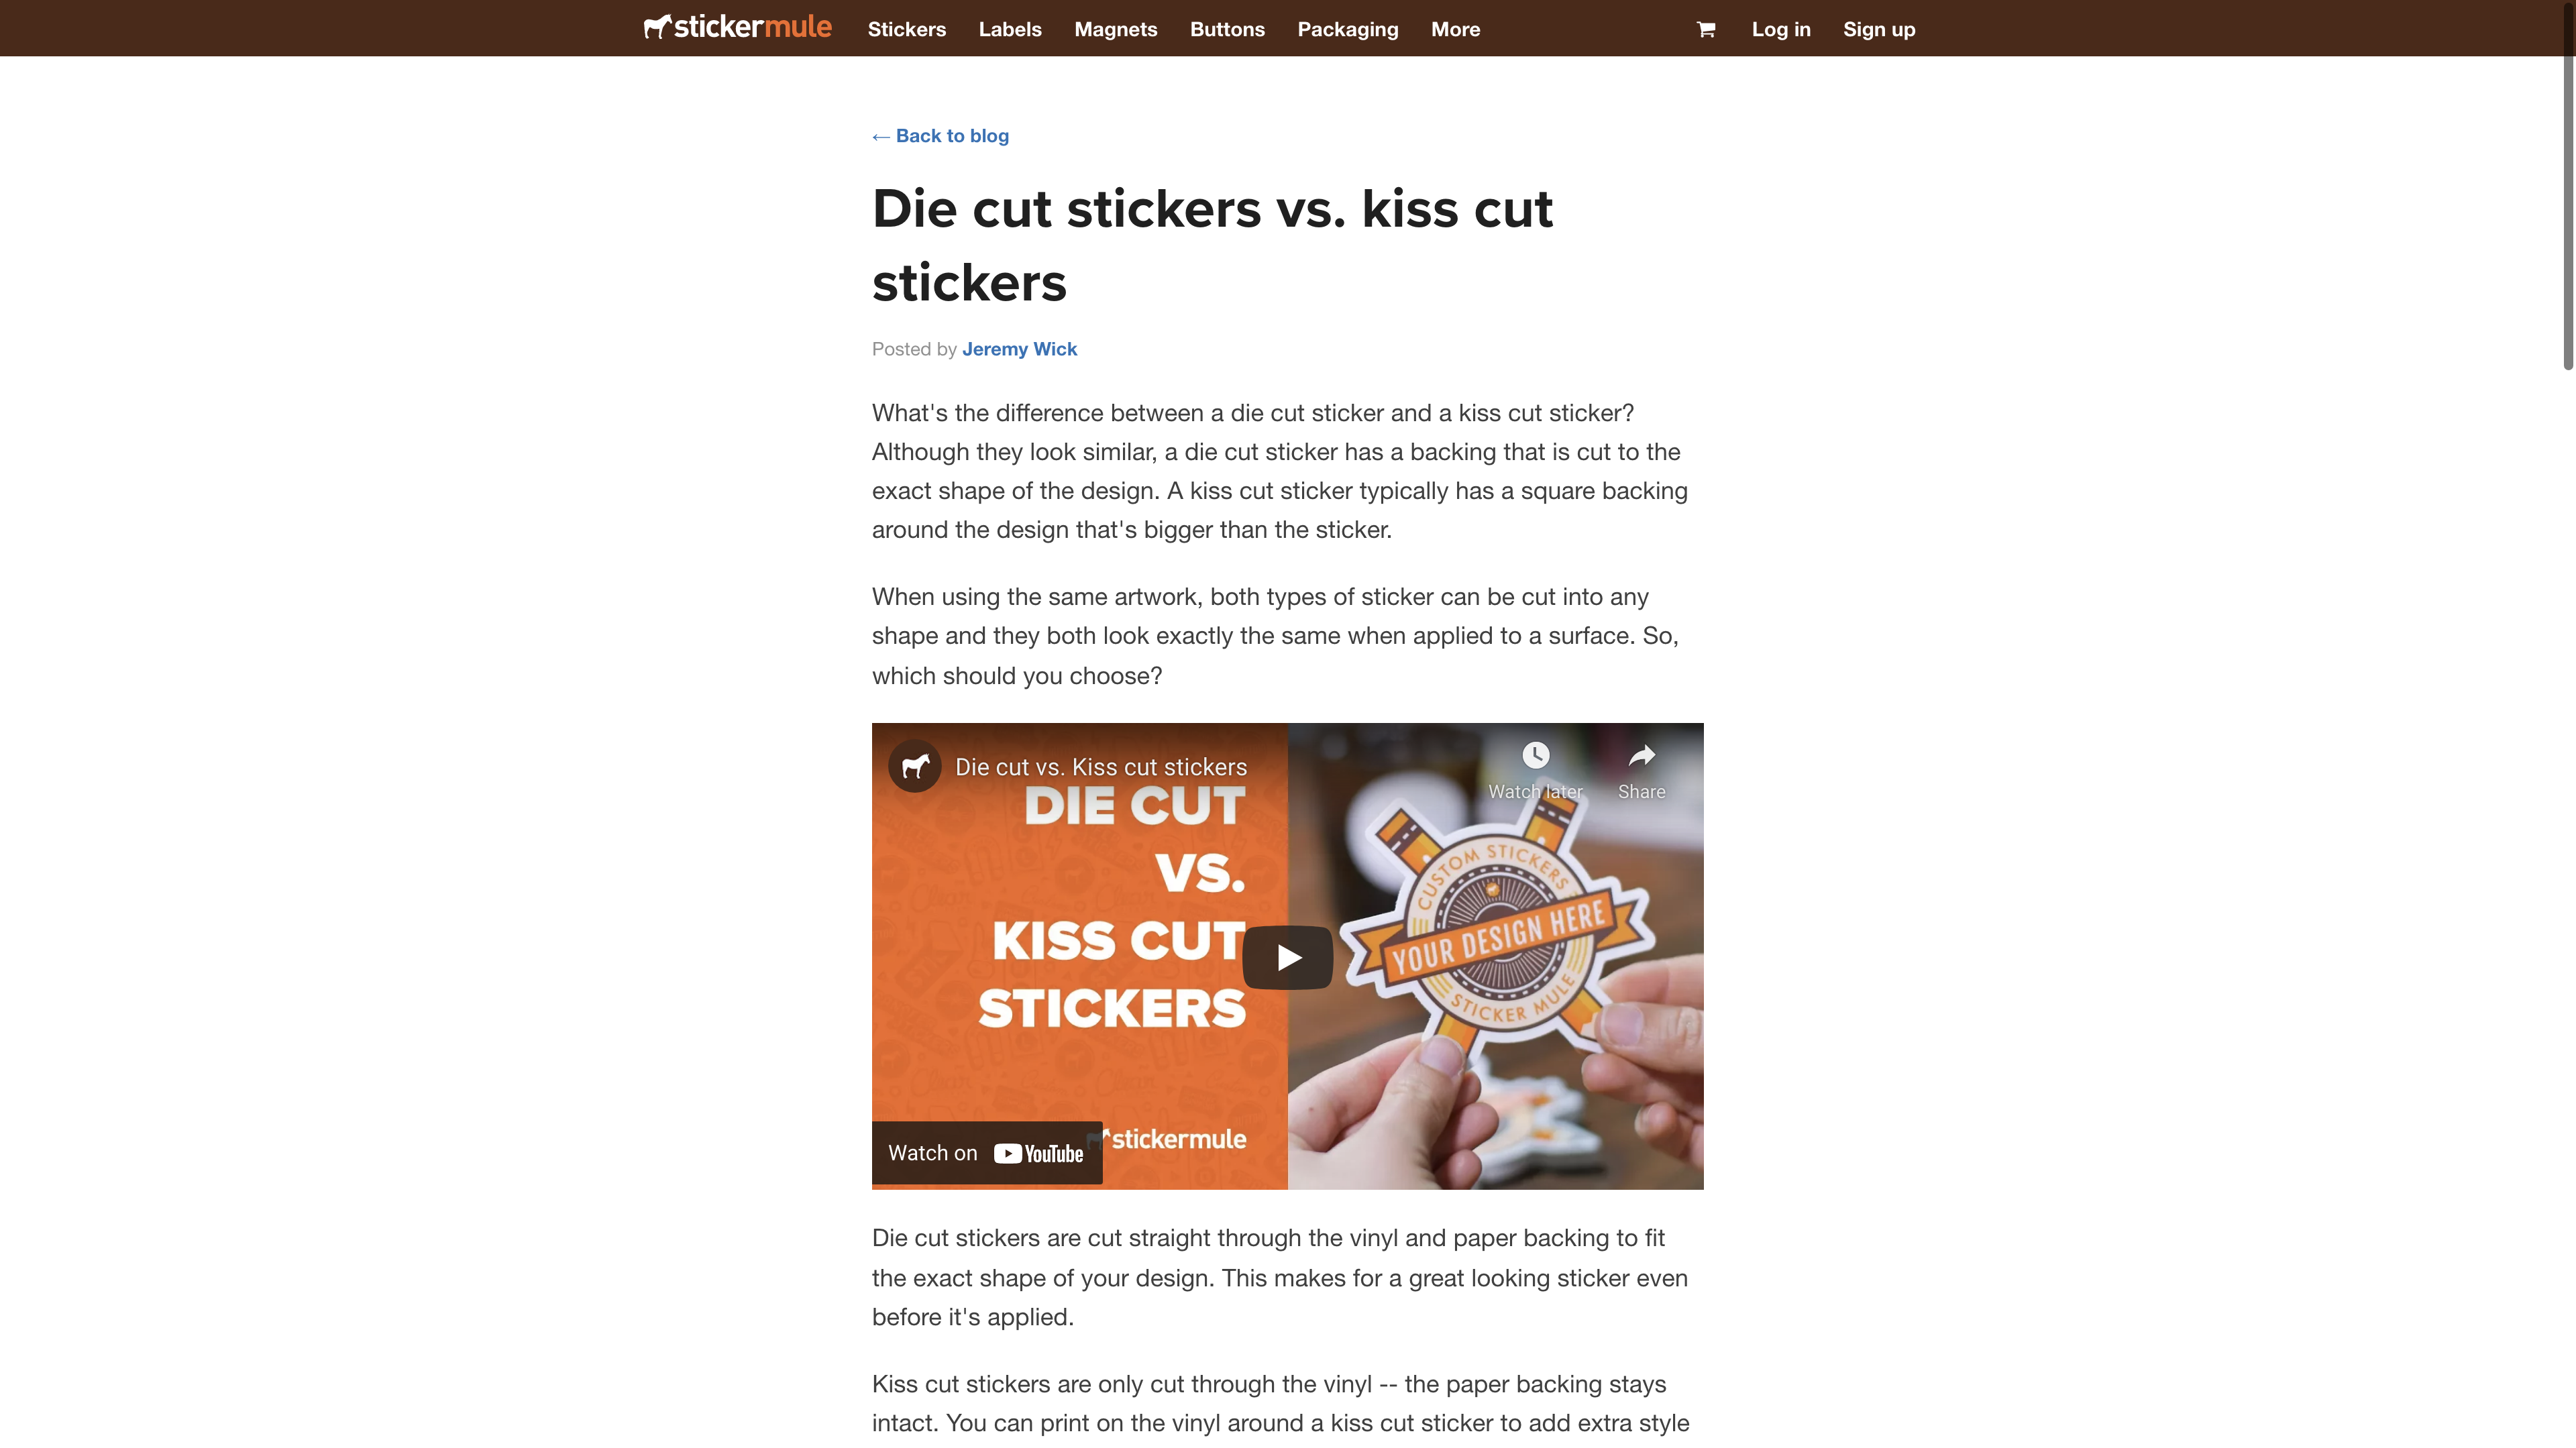 stickermule Stickers Labels Magnets Buttons Packaging More Log in Sign up
← Back to blog
Die cut stickers vs. kiss cut
stickers
Posted by Jeremy Wick
What's the difference between a die cut sticker and a kiss cut sticker?
Although they look similar, a die cut sticker has a backing that is cut to the
exact shape of the design. A kiss cut sticker typically has a square backing
around the design that's bigger than the sticker.
When using the same artwork, both types of sticker can be cut into any
shape and they both look exactly the same when applied to a surface. So,
which should you choose?
Die cut vs. Kiss cut stickers
Watch later Share
DIE CUT
VS.
KISS CUT
STICKERS
CUSTOM STICKERS
YOUR DESIGN HERE
STICKER MULE
stickermule
Watch on YouTube
Die cut stickers are cut straight through the vinyl and paper backing to fit
the exact shape of your design. This makes for a great looking sticker even
before it's applied.
Kiss cut stickers are only cut through the vinyl -- the paper backing stays
intact. You can print on the vinyl around a kiss cut sticker to add extra style